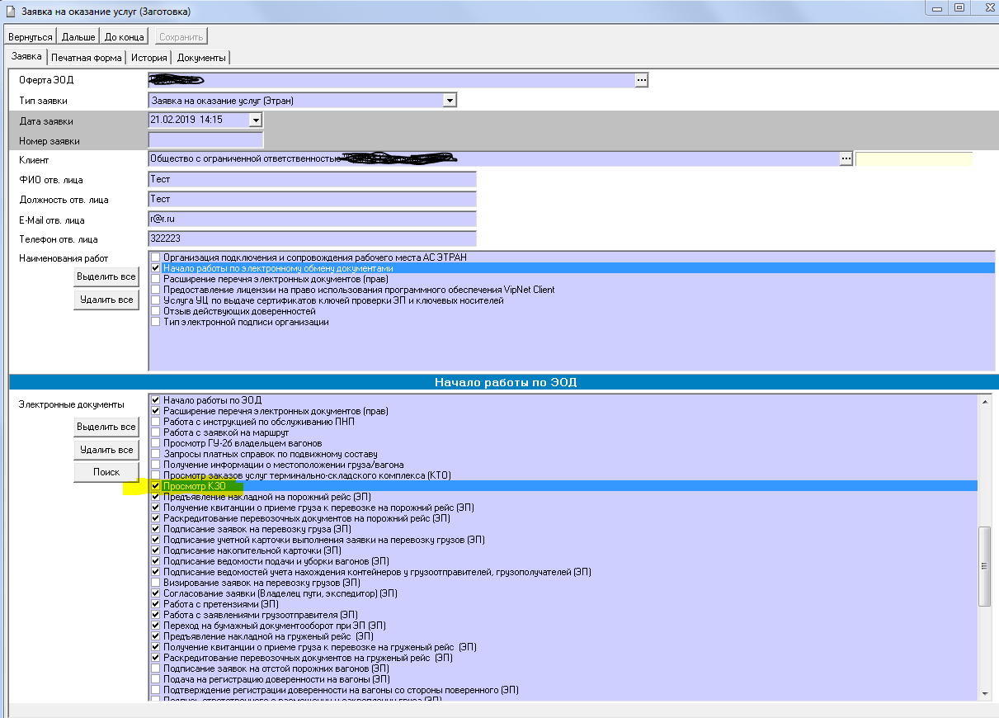 Заявка на оказание услуг (Заготовка)
Вернуться Дальше До конца Сохранить
Заявка Печатная форма История Документы
Оферта ЭОД ...
Тип заявки Заявка на оказание услуг (Этран)
Дата заявки 21.02.2019 14:15
Номер заявки
Клиент Общество с ограниченной ответственностью ...
ФИО отв. лица Тест
Должность отв. лица Тест
E-Mail отв. лица r@r.ru
Телефон отв. лица 322223
Наименования работ
Выделить все
Удалить все
Организация подключения и сопровождения рабочего места АС ЭТРАН
Начало работы по электронному обмену документами
Расширение перечня электронных документов (прав)
Предоставление лицензии на право использования программного обеспечения VipNet Client
Услуга УЦ по выдаче сертификатов ключей проверки ЭП и ключевых носителей
Отзыв действующих доверенностей
Тип электронной подписи организации
Начало работы по ЭОД
Электронные документы
Выделить все
Удалить все
Поиск
Начало работы по ЭОД
Расширение перечня электронных документов (прав)
Работа с инструкцией по обслуживанию ПНП
Работа с заявкой на маршрут
Просмотр ГУ-2б владельцем вагонов
Запросы платных справок по подвижному составу
Получение информации о местоположении груза/вагона
Просмотр заказов услуг терминально-складского комплекса (КТО)
Просмотр КЗО
Предъявление накладной на порожний рейс (ЭП)
Получение квитанции о приеме груза к перевозке на порожний рейс (ЭП)
Раскредитование перевозочных документов на порожний рейс (ЭП)
Подписание заявок на перевозку груза (ЭП)
Подписание учетной карточки выполнения заявки на перевозку грузов (ЭП)
Подписание накопительной карточки (ЭП)
Подписание ведомости подачи и уборки вагонов (ЭП)
Подписание ведомостей учета нахождения контейнеров у грузоотправителей, грузополучателей (ЭП)
Визирование заявок на перевозку грузов (ЭП)
Согласование заявки (Владелец пути, экспедитор) (ЭП)
Работа с претензиями (ЭП)
Работа с заявлениями грузоотправителя (ЭП)
Переход на бумажный документооборот при ЭП (ЭП)
Предъявление накладной на груженый рейс (ЭП)
Получение квитанции о приеме груза к перевозке на груженый рейс (ЭП)
Раскредитование перевозочных документов на груженый рейс (ЭП)
Подписание заявок на отстой порожних вагонов (ЭП)
Подача на регистрацию доверенности на вагоны (ЭП)
Подтверждение регистрации доверенности на вагоны со стороны поверенного (ЭП)